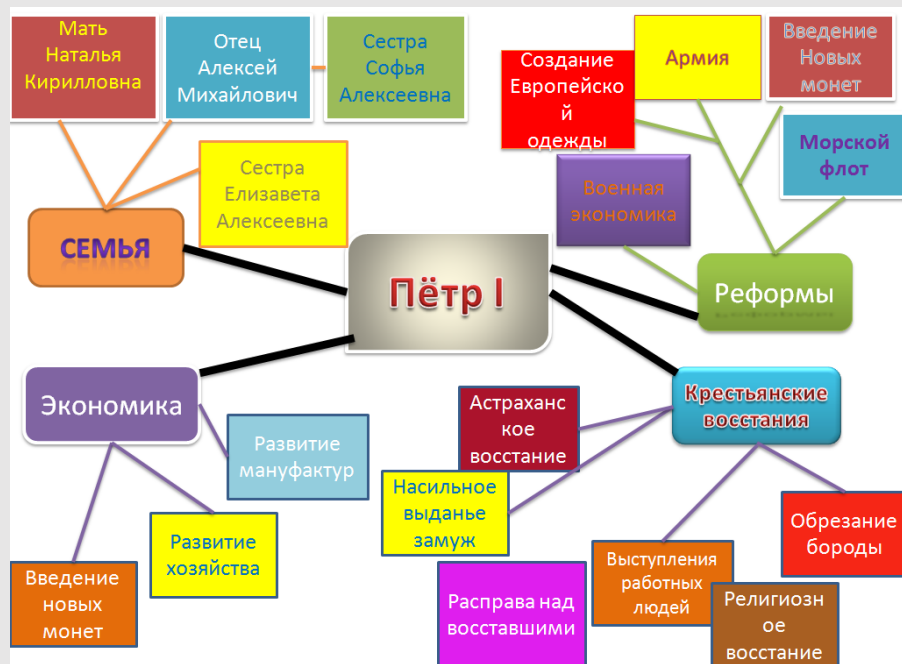 Мать
Наталья
Кирилловна
Отец
Алексей
Михайлович
Сестра
Софья
Алексеевна
Сестра
Елизавета
Алексеевна
СЕМЬЯ
Создание
Европейско
й
одежды
Армия
Введение
Новых
монет
Морской
флот
Военная
экономика
Реформы
Пётр I
Экономика
Развитие
мануфактур
Развитие
хозяйства
Введение
новых
монет
Крестьянские
восстания
Астраханс
кое
восстание
Насильное
выданье
замуж
Расправа над
восставшими
Выступления
работных
людей
Религиозн
ое
восстание
Обрезание
бороды